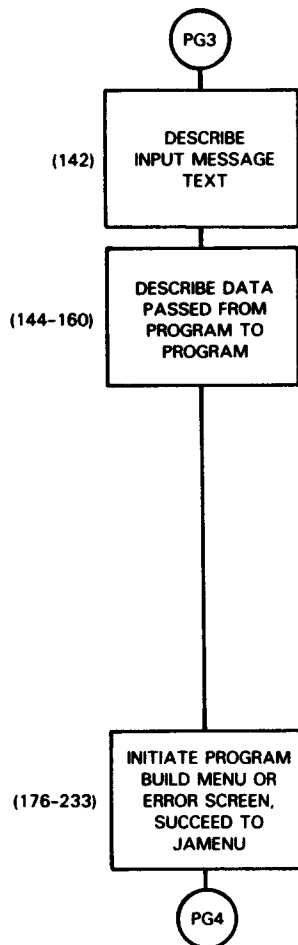 PG3
(142)
DESCRIBE
INPUT MESSAGE
TEXT
(144-160)
DESCRIBE DATA
PASSED FROM
PROGRAM TO
PROGRAM
(176-233)
INITIATE PROGRAM
BUILD MENU OR
ERROR SCREEN,
SUCCEED TO
JAMENU
PG4